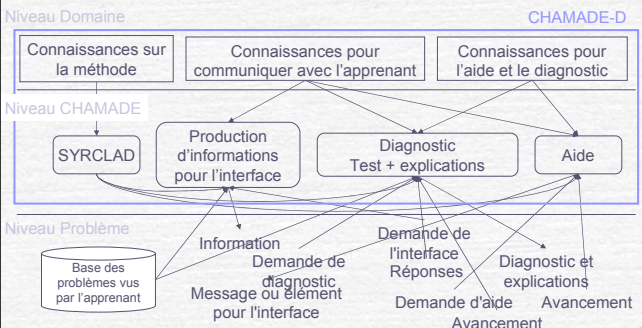 Niveau Domaine
CHAMADE-D
Connaissances sur
la méthode
Connaissances pour
communiquer avec l’apprenant
Connaissances pour
l’aide et le diagnostic
Niveau CHAMADE
SYRCLAD
Production
d’informations
pour l’interface
Diagnostic
Test + explications
Aide
Niveau Problème
Base des
problèmes vus
par l’apprenant
Information
Demande de
diagnostic
Message ou élément
pour l'interface
Demande de
l'interface
Réponses
Diagnostic et
explications
Demande d'aide
Avancement
Avancement